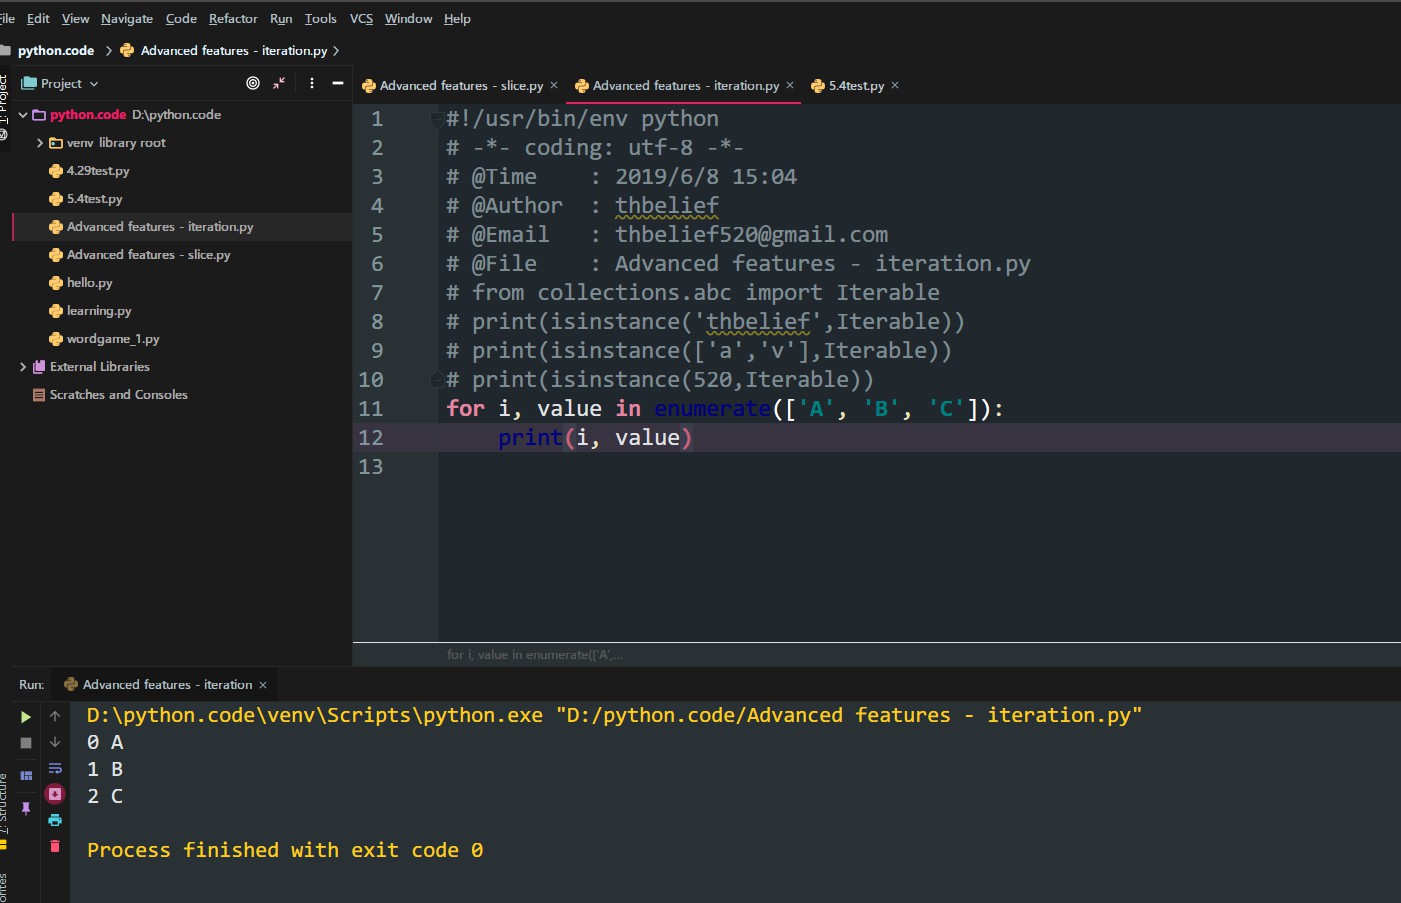 File Edit View Navigate Code Refactor Run Tools VCS Window Help
python.code Advanced features - iteration.py
Project
Advanced features - slice.py Advanced features - iteration.py 5.4test.py
1: Project
python.code D:\python.code
venv library root
4.29test.py
5.4test.py
Advanced features - iteration.py
Advanced features - slice.py
hello.py
learning.py
wordgame_1.py
External Libraries
Scratches and Consoles
1 #!/usr/bin/env python
2 # -*- coding: utf-8 -*-
3 # @Time    : 2019/6/8 15:04
4 # @Author  : thbelief
5 # @Email   : thbelief520@gmail.com
6 # @File    : Advanced features - iteration.py
7 # from collections.abc import Iterable
8 # print(isinstance('thbelief',Iterable))
9 # print(isinstance(['a','v'],Iterable))
10 # print(isinstance(520,Iterable))
11 for i, value in enumerate(['A', 'B', 'C']):
12     print(i, value)
13
for i, value in enumerate(['A',...
Run: Advanced features - iteration
D:\python.code\venv\Scripts\python.exe "D:/python.code/Advanced features - iteration.py"
0 A
1 B
2 C
Process finished with exit code 0
7: Structure